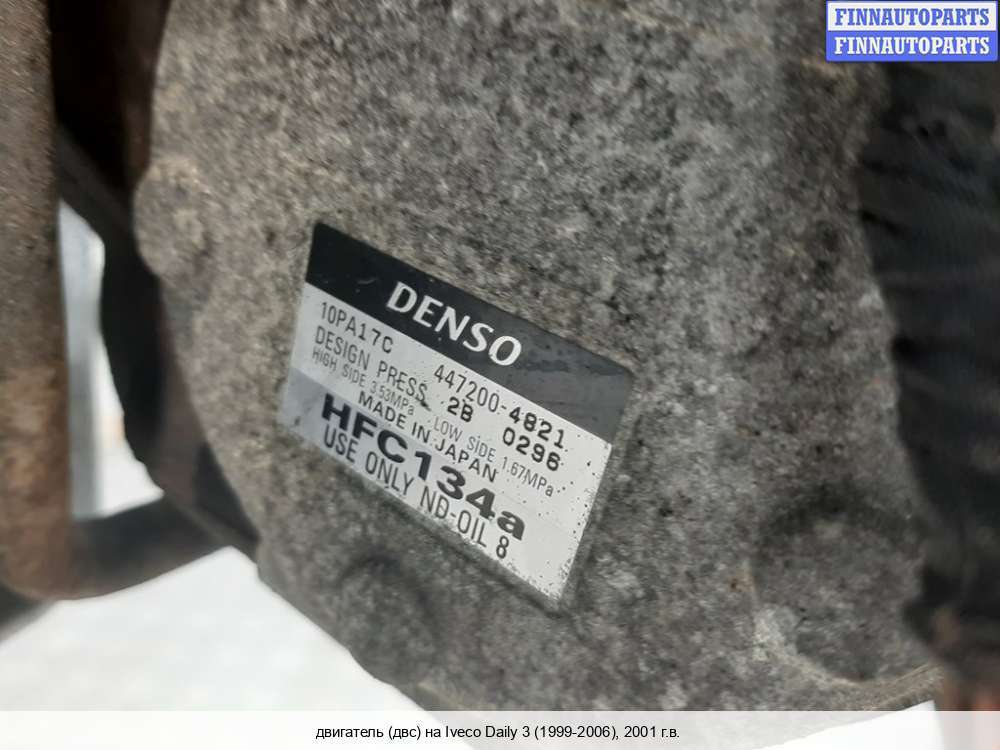 FINNAUTOPARTS
FINNAUTOPARTS
DENSO
10PA17C 447200-4821
DESIGN PRESS. 2B 0296
HIGH SIDE 3.53MPa LOW SIDE 1.67MPa
MADE IN JAPAN
HFC134a
USE ONLY ND-OIL 8
двигатель (двс) на Iveco Daily 3 (1999-2006), 2001 г.в.